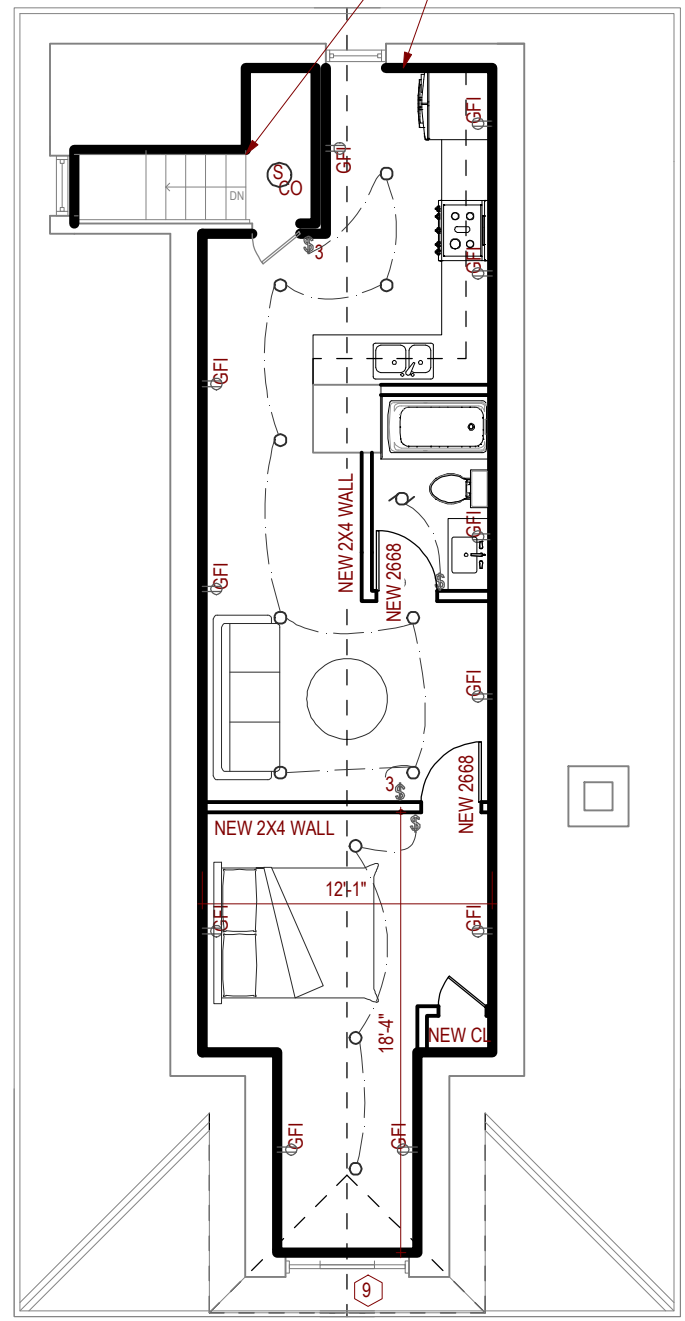 GFI
GFI
S
CO
DN
$
3
GFI
GFI
NEW 2X4 WALL
GFI
NEW 2668
$
GFI
GFI
3
$
NEW 2668
$
NEW 2X4 WALL
12'-1"
GFI
GFI
18'-4"
NEW CL
GFI
GFI
9